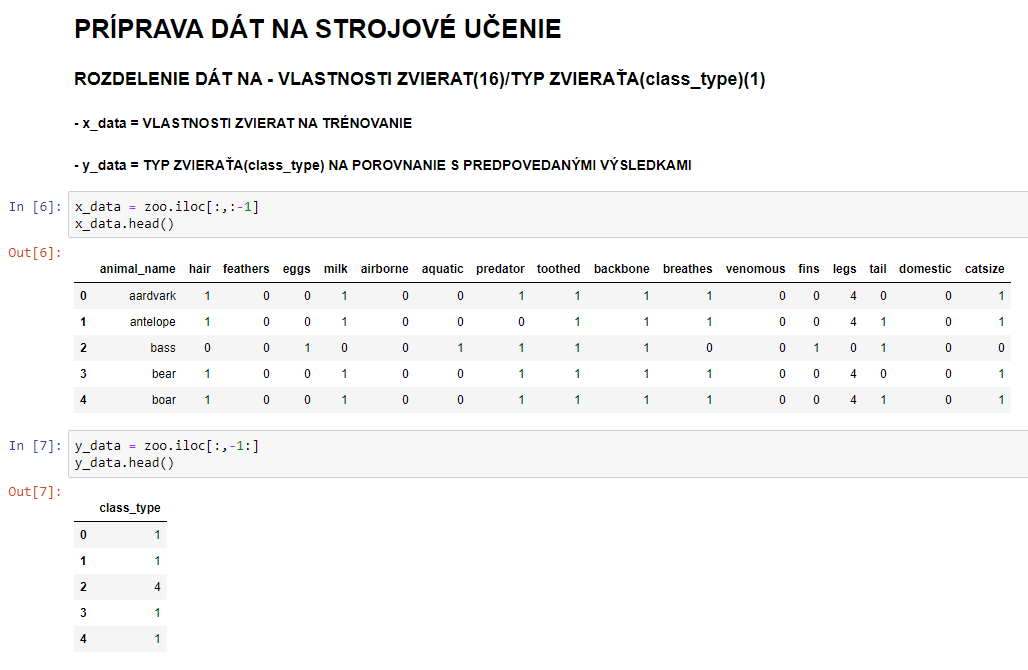 PRÍPRAVA DÁT NA STROJOVÉ UČENIE
ROZDELENIE DÁT NA - VLASTNOSTI ZVIERAT(16)/TYP ZVIERAŤA(class_type)(1)
- x_data = VLASTNOSTI ZVIERAT NA TRÉNOVANIE
- y_data = TYP ZVIERAŤA(class_type) NA POROVNANIE S PREDPOVEDANÝMI VÝSLEDKAMI
In [6]: x_data = zoo.iloc[:,:-1]
x_data.head()
Out[6]:
animal_name hair feathers eggs milk airborne aquatic predator toothed backbone breathes venomous fins legs tail domestic catsize
0 aardvark 1 0 0 1 0 0 1 1 1 1 0 0 4 0 0 1
1 antelope 1 0 0 1 0 0 0 1 1 1 0 0 4 1 0 1
2 bass 0 0 1 0 0 1 1 1 1 0 0 1 0 1 0 0
3 bear 1 0 0 1 0 0 1 1 1 1 0 0 4 0 0 1
4 boar 1 0 0 1 0 0 1 1 1 1 0 0 4 1 0 1
In [7]: y_data = zoo.iloc[:,-1:]
y_data.head()
Out[7]:
class_type
0 1
1 1
2 4
3 1
4 1